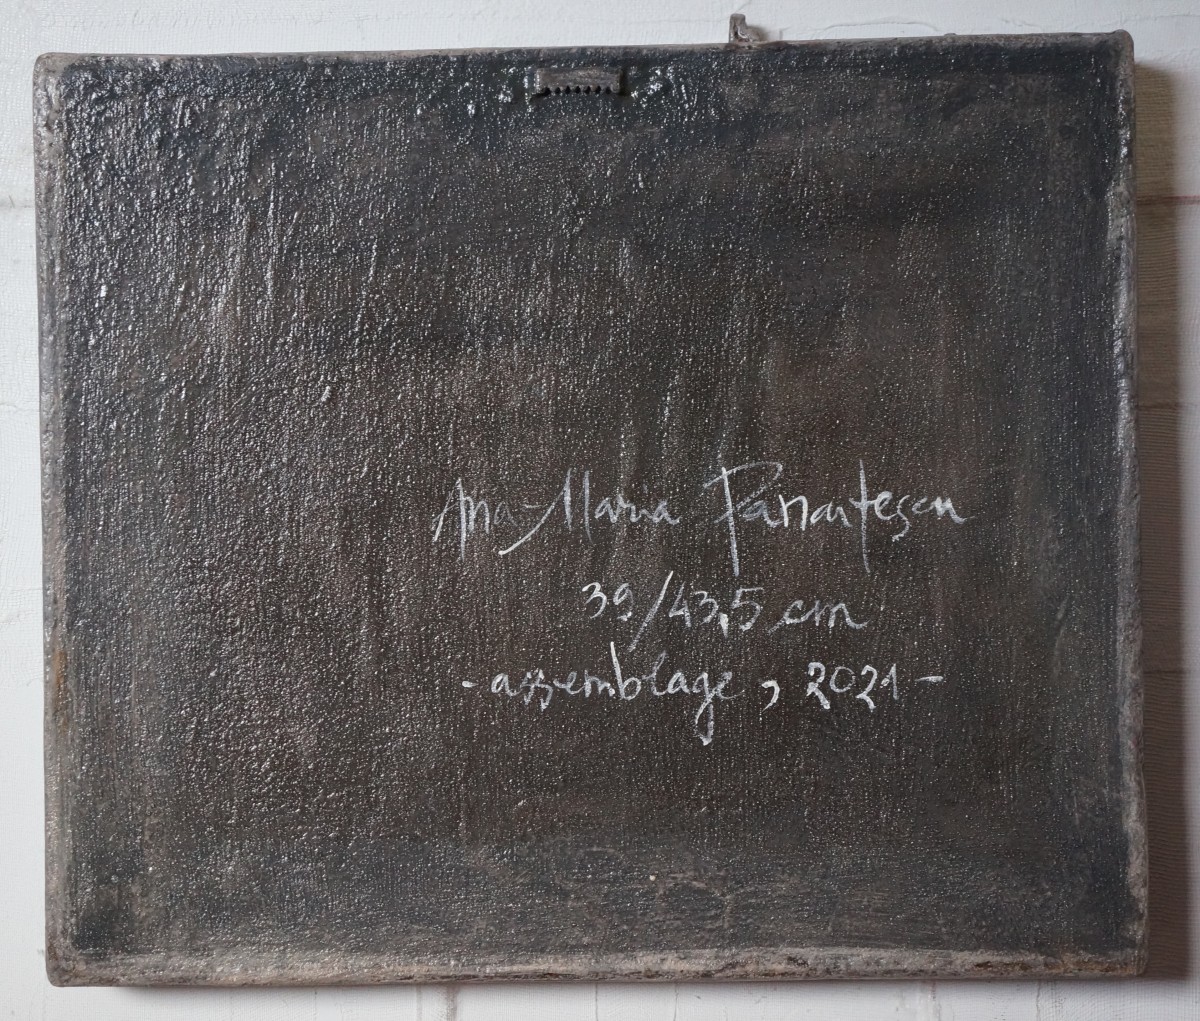 Ana-Maria Panaitescu
39/43,5 cm
- assemblage, 2021 -